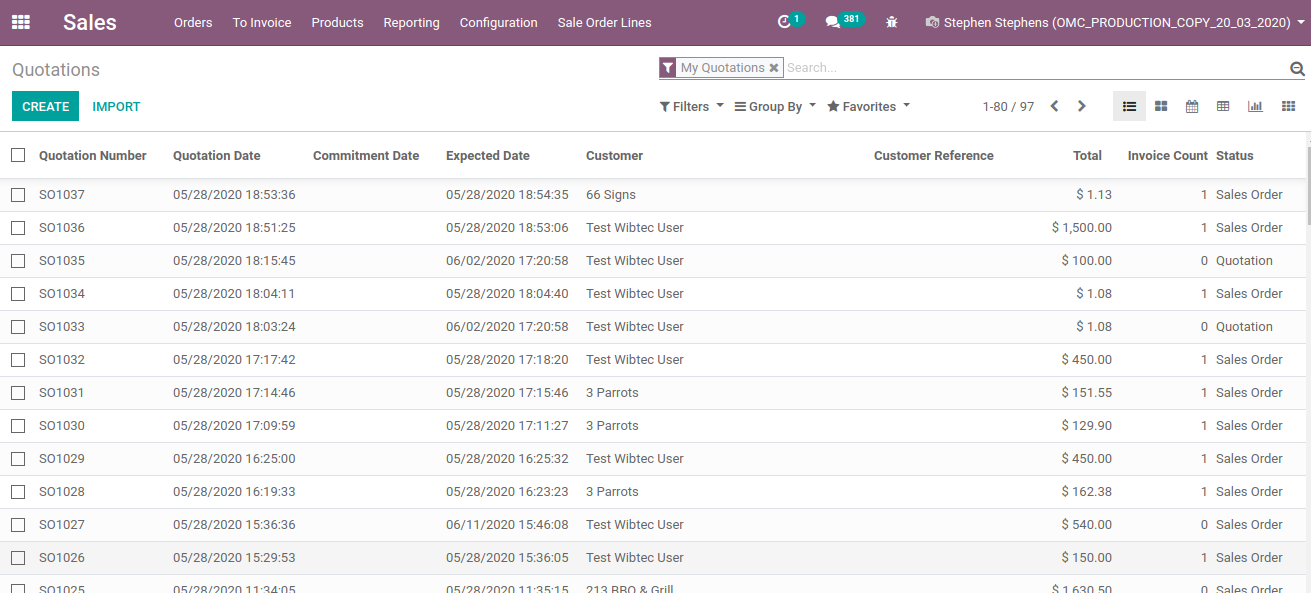 Sales Orders To Invoice Products Reporting Configuration Sale Order Lines 1 381 Stephen Stephens (OMC_PRODUCTION_COPY_20_03_2020)
Quotations My Quotations Search...
CREATE IMPORT Filters Group By Favorites 1-80 / 97
Quotation Number Quotation Date Commitment Date Expected Date Customer Customer Reference Total Invoice Count Status
SO1037 05/28/2020 18:53:36 05/28/2020 18:54:35 66 Signs $ 1.13 1 Sales Order
SO1036 05/28/2020 18:51:25 05/28/2020 18:53:06 Test Wibtec User $ 1,500.00 1 Sales Order
SO1035 05/28/2020 18:15:45 06/02/2020 17:20:58 Test Wibtec User $ 100.00 0 Quotation
SO1034 05/28/2020 18:04:11 05/28/2020 18:04:40 Test Wibtec User $ 1.08 1 Sales Order
SO1033 05/28/2020 18:03:24 06/02/2020 17:20:58 Test Wibtec User $ 1.08 0 Quotation
SO1032 05/28/2020 17:17:42 05/28/2020 17:18:20 Test Wibtec User $ 450.00 1 Sales Order
SO1031 05/28/2020 17:14:46 05/28/2020 17:15:46 3 Parrots $ 151.55 1 Sales Order
SO1030 05/28/2020 17:09:59 05/28/2020 17:11:27 3 Parrots $ 129.90 1 Sales Order
SO1029 05/28/2020 16:25:00 05/28/2020 16:25:32 Test Wibtec User $ 450.00 1 Sales Order
SO1028 05/28/2020 16:19:33 05/28/2020 16:23:23 3 Parrots $ 162.38 1 Sales Order
SO1027 05/28/2020 15:36:36 06/11/2020 15:46:08 Test Wibtec User $ 540.00 0 Sales Order
SO1026 05/28/2020 15:29:53 05/28/2020 15:36:05 Test Wibtec User $ 150.00 1 Sales Order
SO1025 05/28/2020 11:34:05 05/28/2020 11:35:15 213 BBQ & Grill $ 1,630.50 0 Sales Order